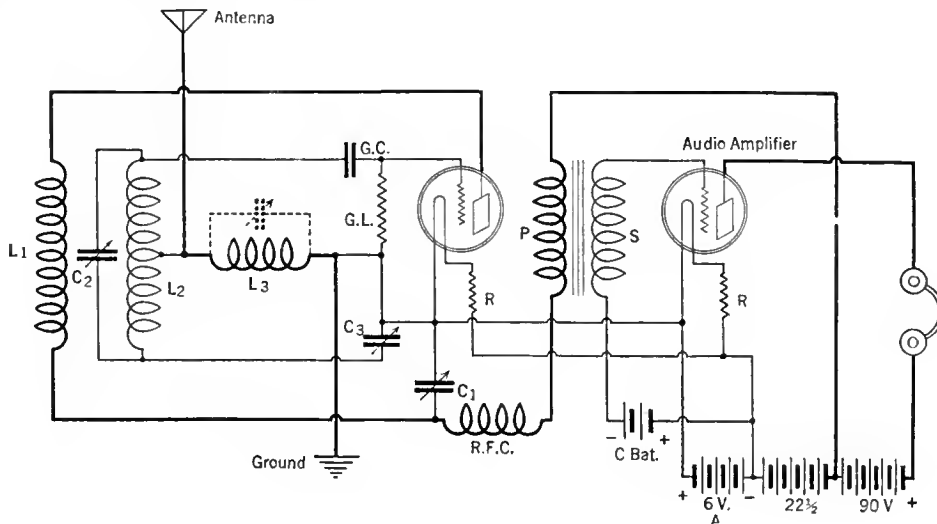 Antenna
G.C.
Audio Amplifier
G.L.
L1
C2
L2
L3
P
S
R
R
C3
C1
R.F.C.
Ground
- +
C Bat.
+ - +
6 V. 22½ 90 V
A